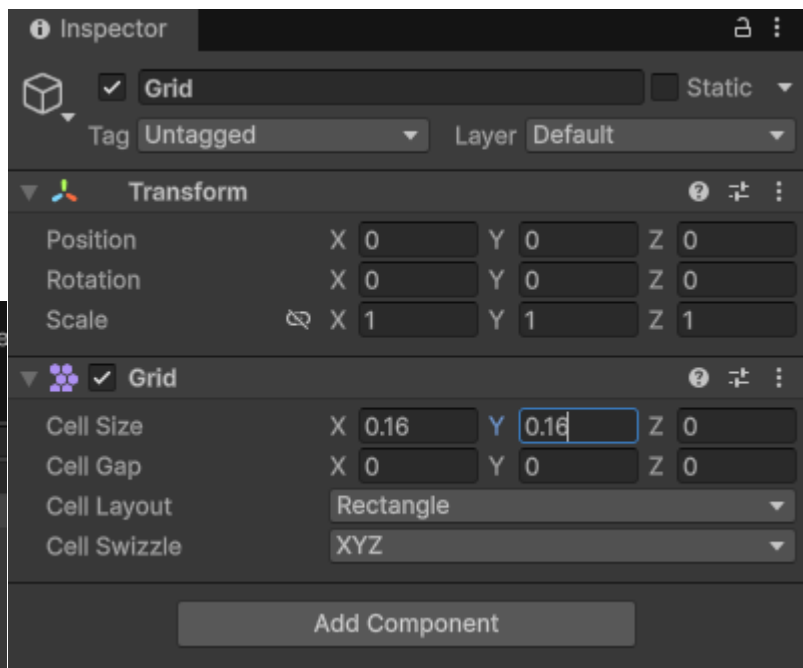 Inspector
Grid Static
Tag Untagged Layer Default
Transform
Position X 0 Y 0 Z 0
Rotation X 0 Y 0 Z 0
Scale X 1 Y 1 Z 1
Grid
Cell Size X 0.16 Y 0.16 Z 0
Cell Gap X 0 Y 0 Z 0
Cell Layout Rectangle
Cell Swizzle XYZ
Add Component